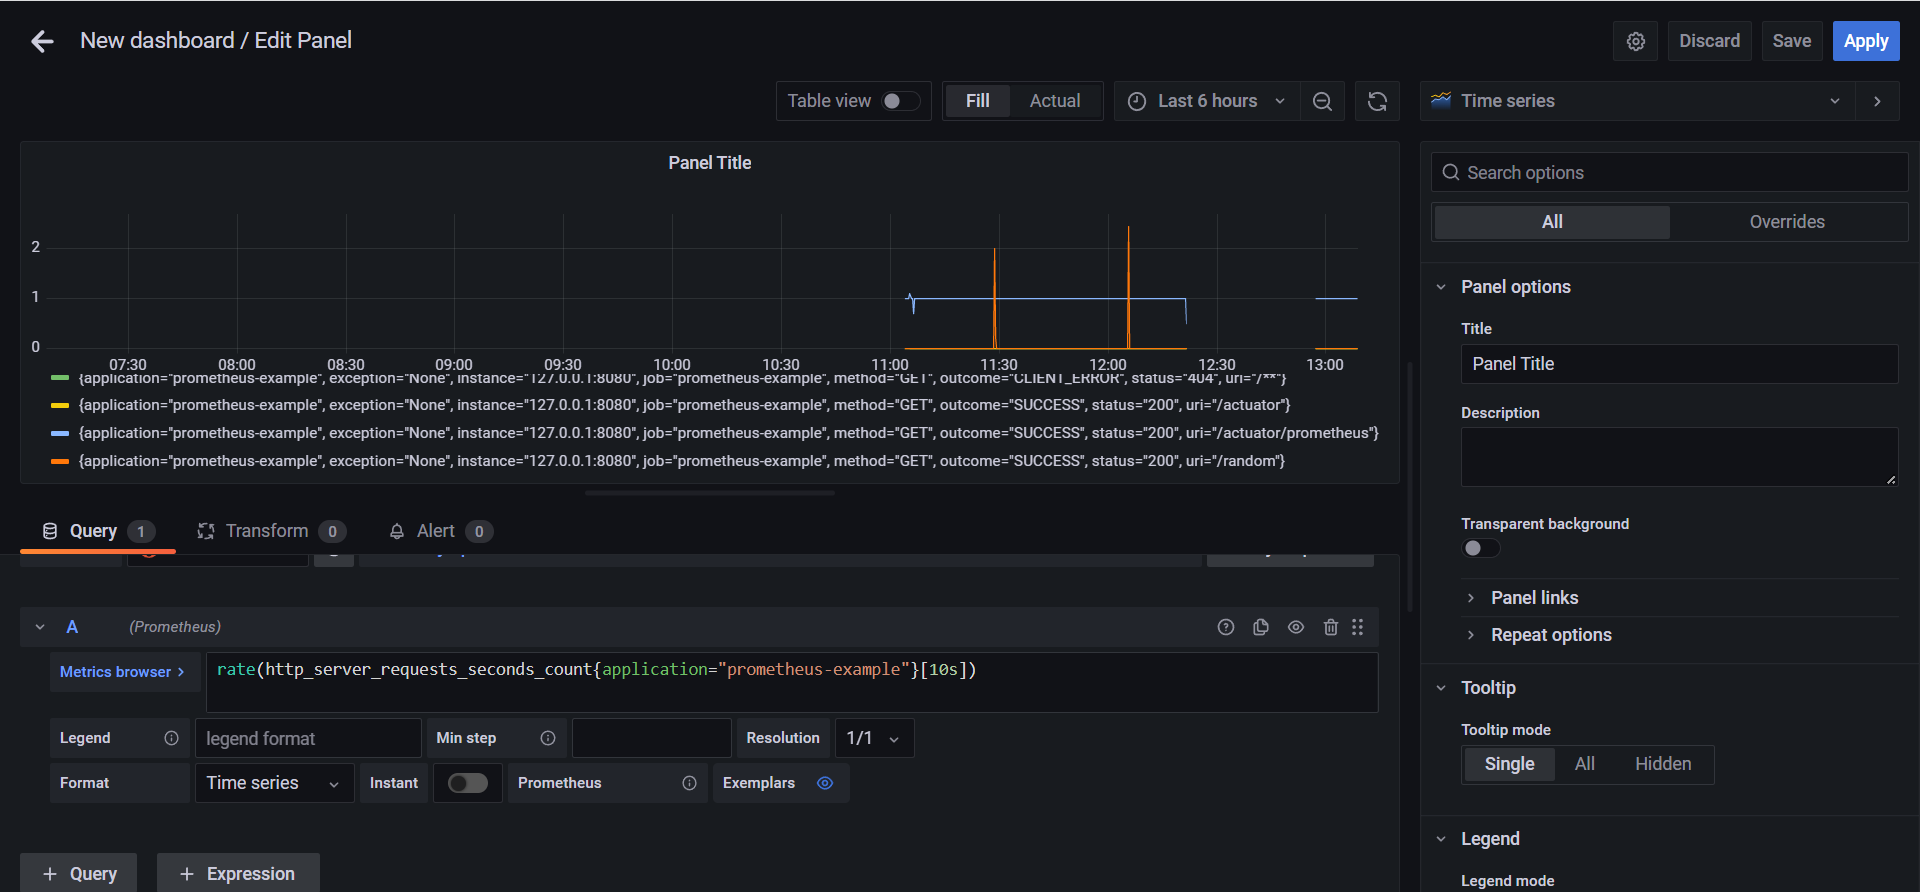 New dashboard / Edit Panel
Discard
Save
Apply
Table view
Fill
Actual
Last 6 hours
Time series
Panel Title
2
1
0
07:30 08:00 08:30 09:00 09:30 10:00 10:30 11:00 11:30 12:00 12:30 13:00
{application="prometheus-example", exception="None", instance="127.0.0.1:8080", job="prometheus-example", method="GET", outcome="CLIENT_ERROR", status="404", uri="/**"}
{application="prometheus-example", exception="None", instance="127.0.0.1:8080", job="prometheus-example", method="GET", outcome="SUCCESS", status="200", uri="/actuator"}
{application="prometheus-example", exception="None", instance="127.0.0.1:8080", job="prometheus-example", method="GET", outcome="SUCCESS", status="200", uri="/actuator/prometheus"}
{application="prometheus-example", exception="None", instance="127.0.0.1:8080", job="prometheus-example", method="GET", outcome="SUCCESS", status="200", uri="/random"}
Query 1
Transform 0
Alert 0
A (Prometheus)
Metrics browser >
rate(http_server_requests_seconds_count{application="prometheus-example"}[10s])
Legend
legend format
Min step
Resolution
1/1
Format
Time series
Instant
Prometheus
Exemplars
+ Query
+ Expression
Search options
All
Overrides
Panel options
Title
Panel Title
Description
Transparent background
Panel links
Repeat options
Tooltip
Tooltip mode
Single
All
Hidden
Legend
Legend mode